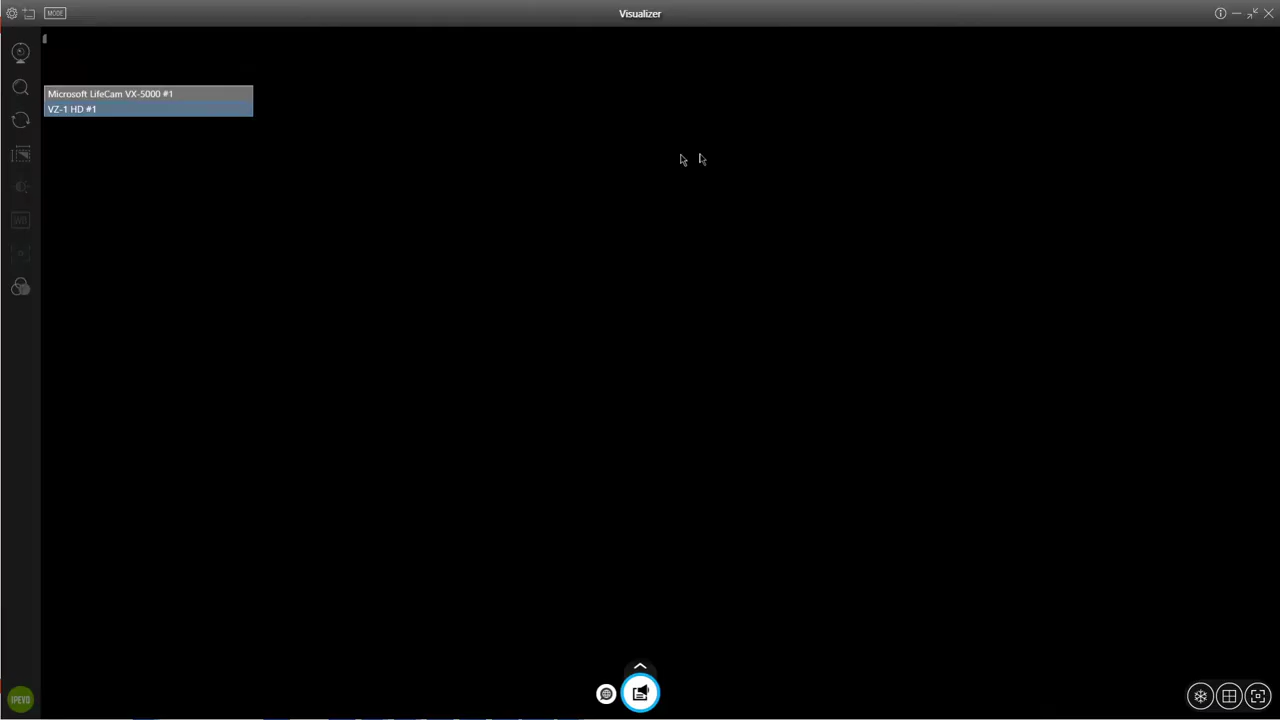 MODE
Visualizer
Microsoft LifeCam VX-5000 #1
VZ-1 HD #1
IPEVO